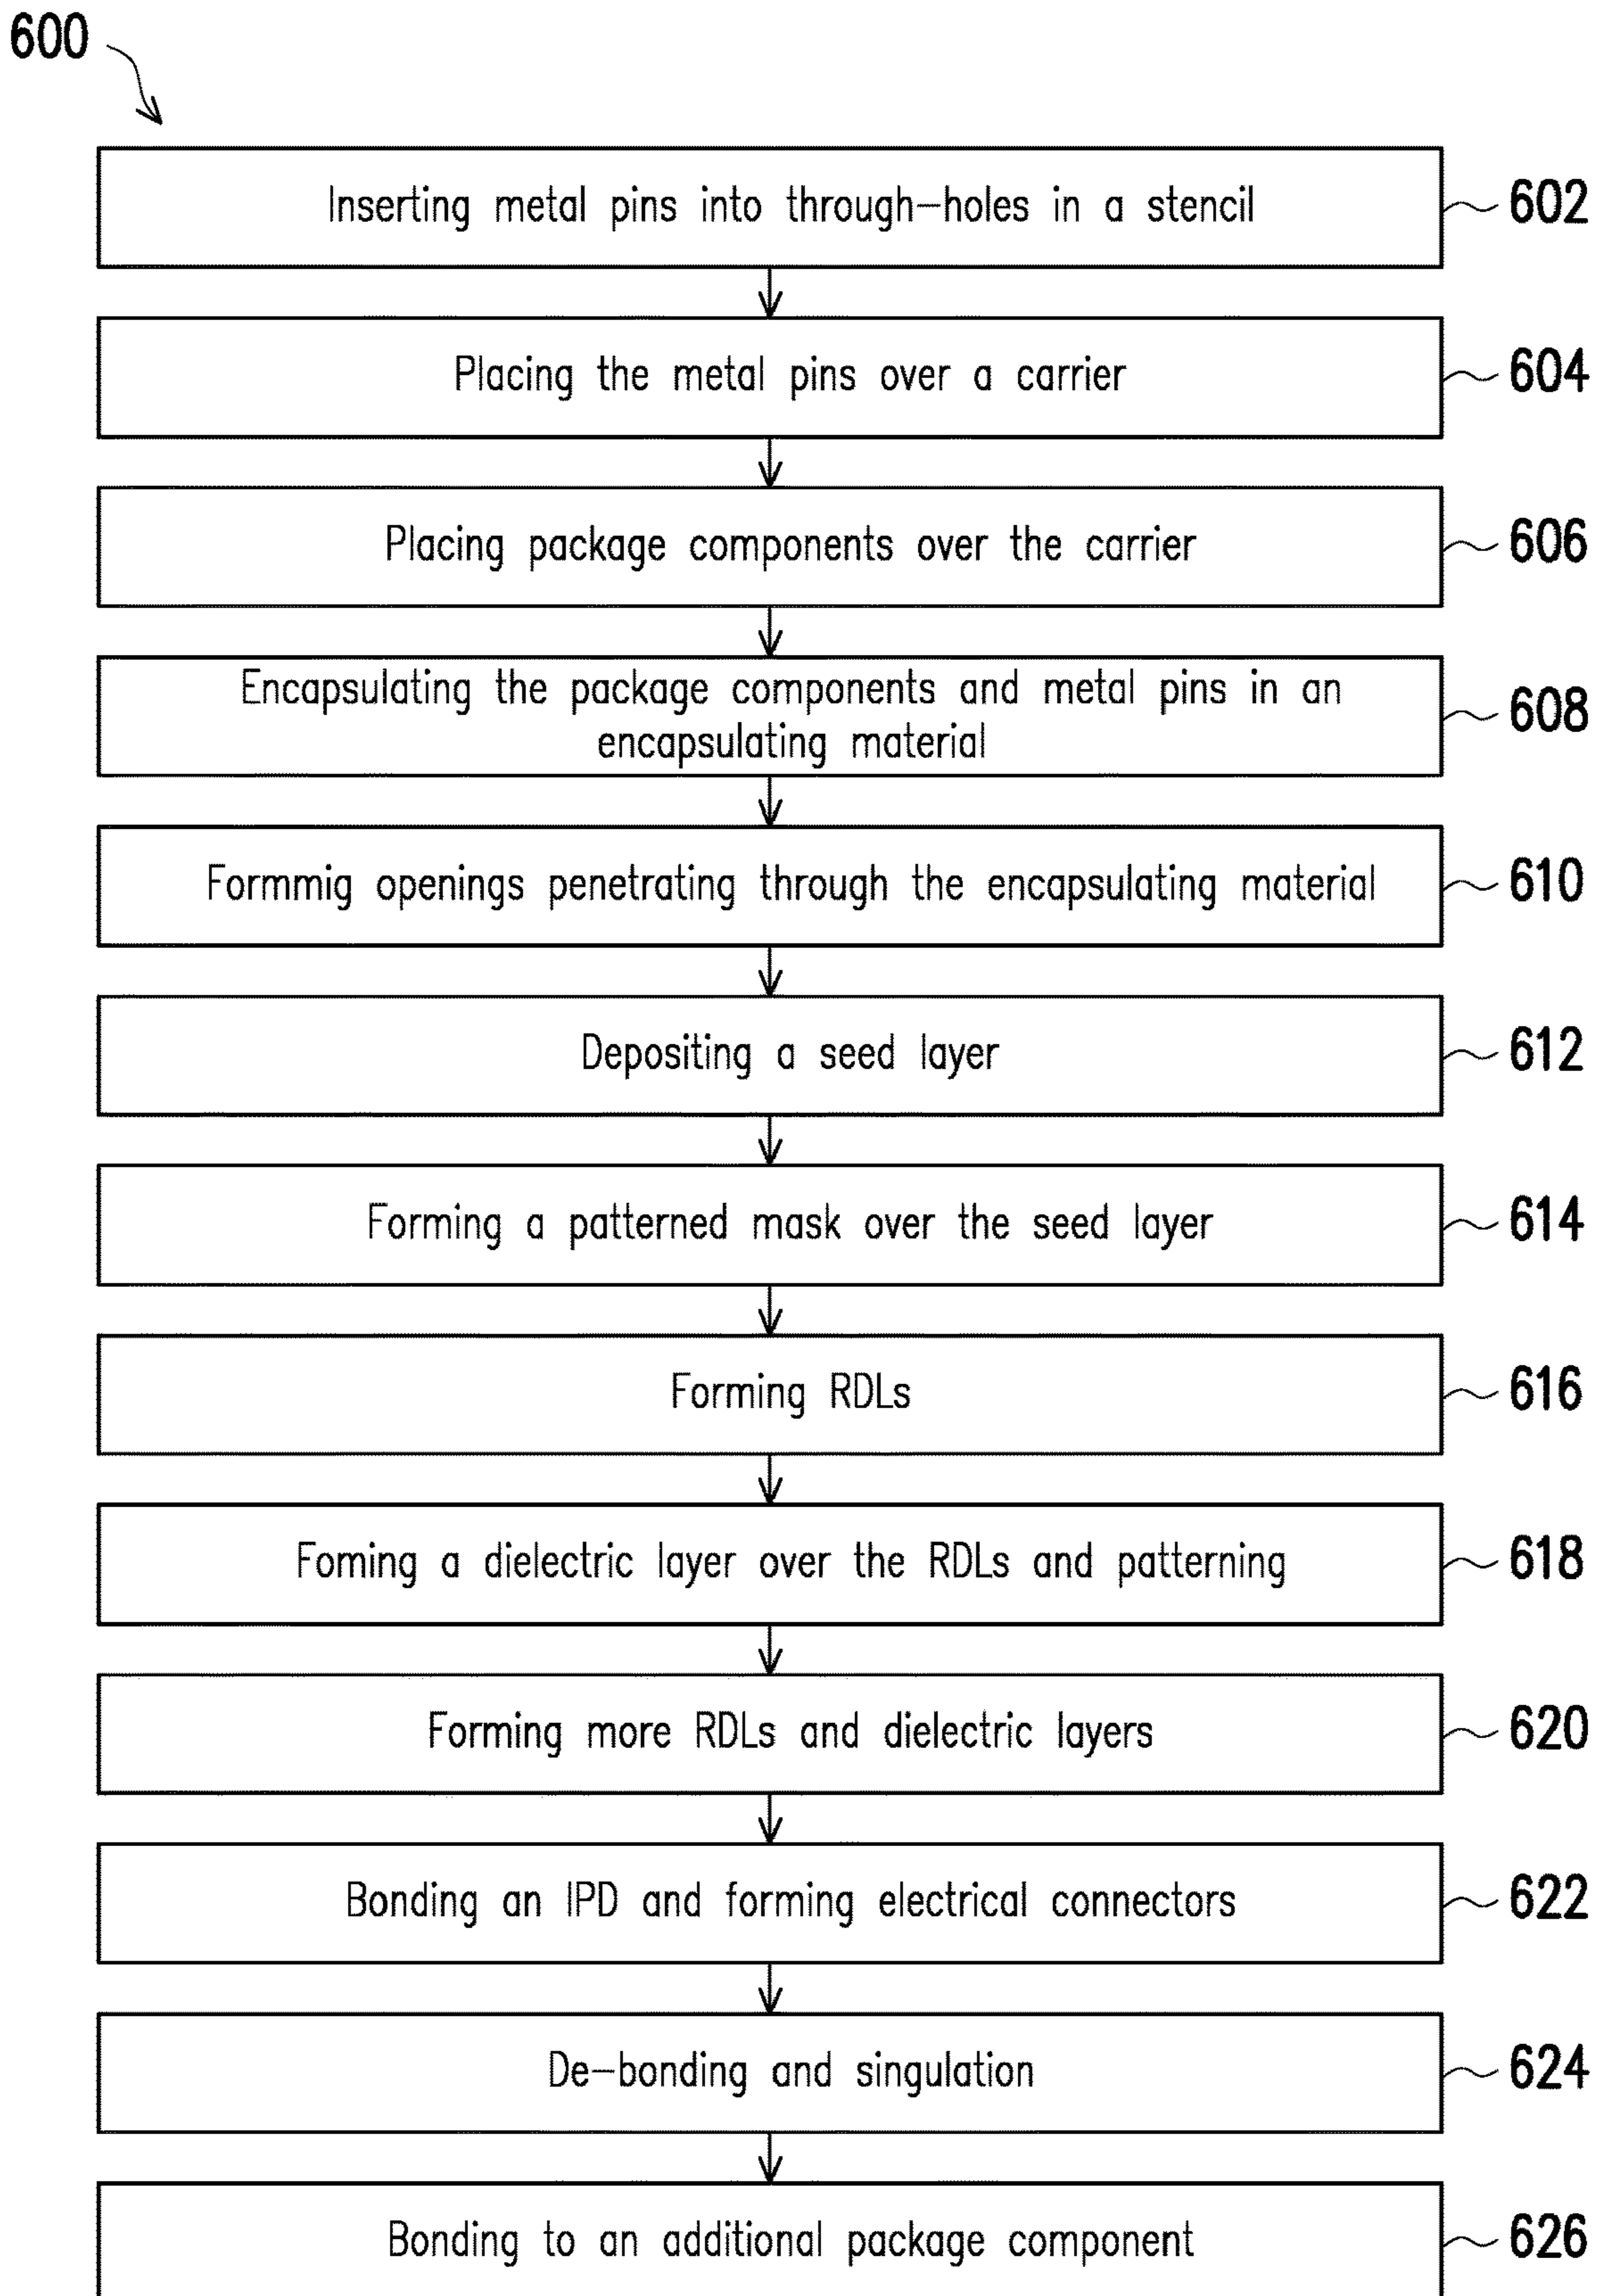 600
Inserting metal pins into through-holes in a stencil 602
Placing the metal pins over a carrier 604
Placing package components over the carrier 606
Encapsulating the package components and metal pins in an
encapsulating material 608
Formmig openings penetrating through the encapsulating material 610
Depositing a seed layer 612
Forming a patterned mask over the seed layer 614
Forming RDLs 616
Foming a dielectric layer over the RDLs and patterning 618
Forming more RDLs and dielectric layers 620
Bonding an IPD and forming electrical connectors 622
De-bonding and singulation 624
Bonding to an additional package component 626